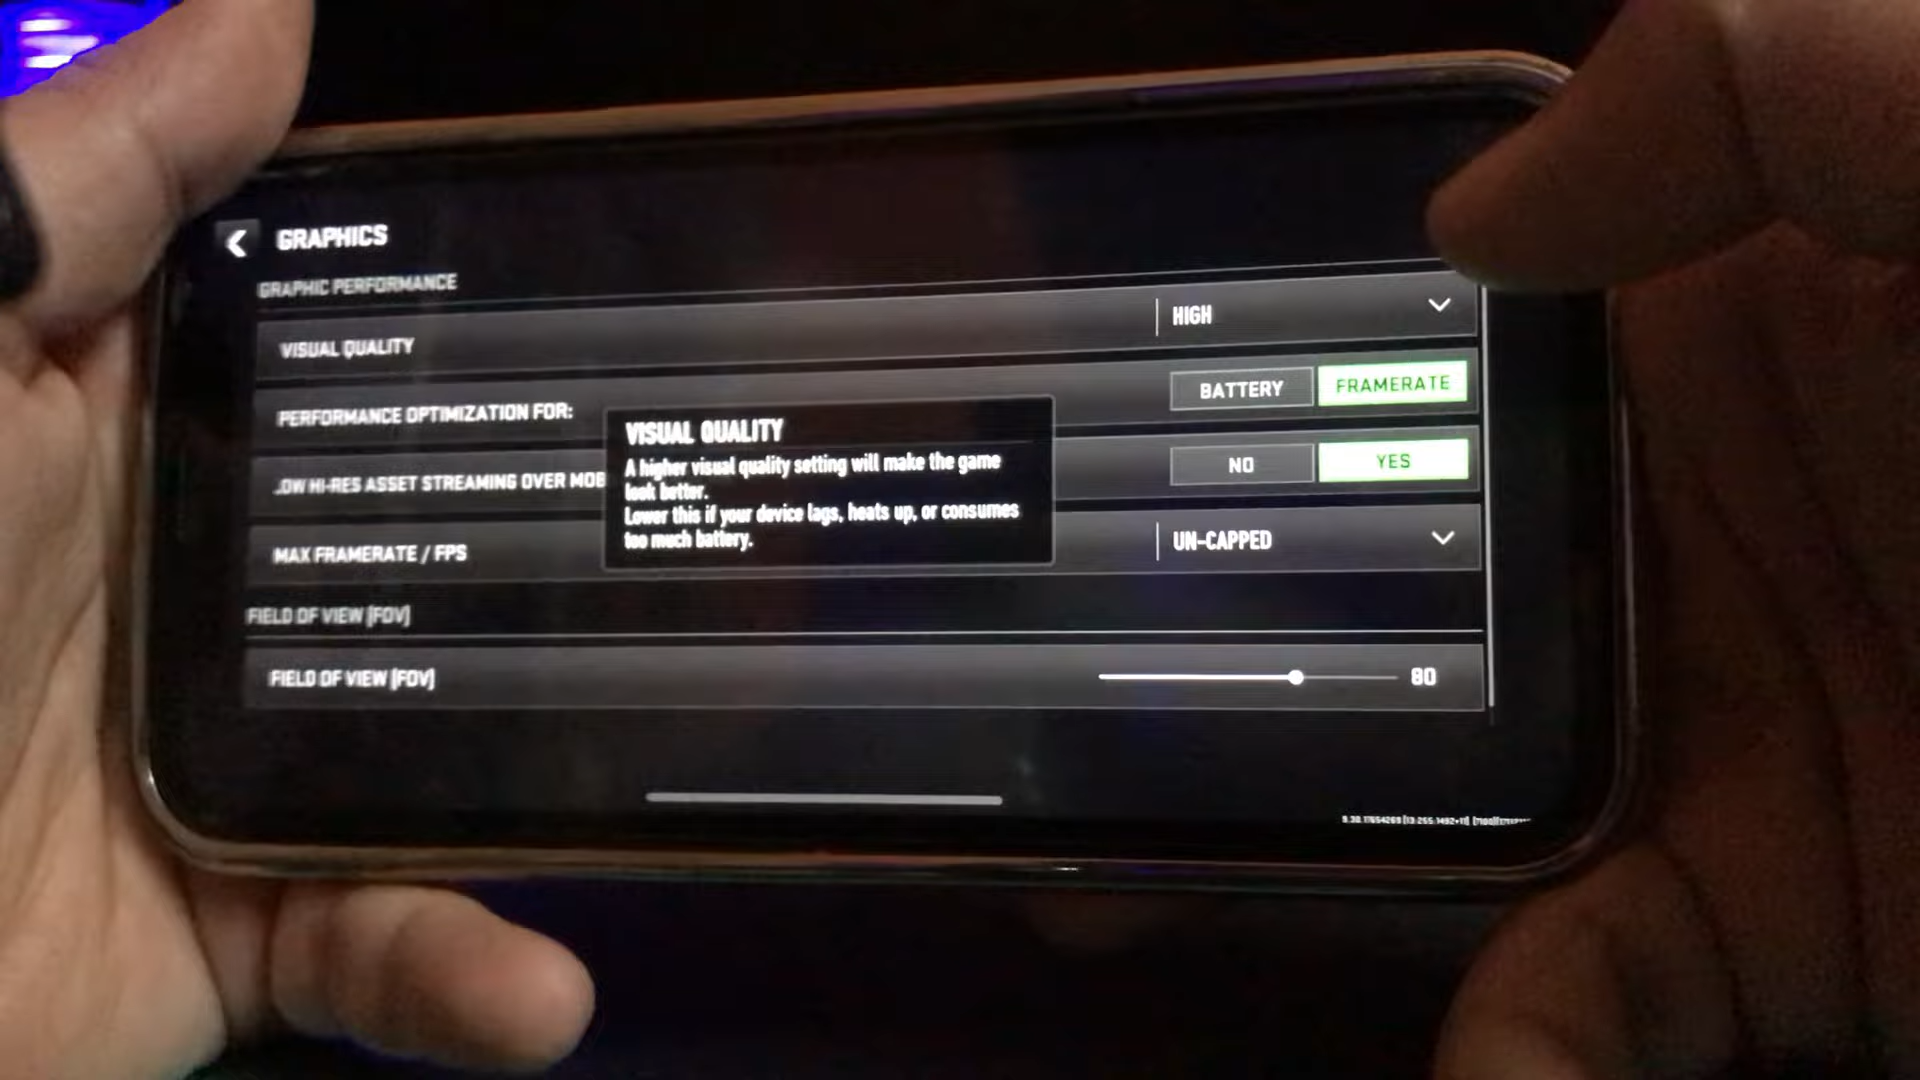 GRAPHICS
GRAPHIC PERFORMANCE
VISUAL QUALITY
HIGH
PERFORMANCE OPTIMIZATION FOR:
BATTERY
FRAMERATE
VISUAL QUALITY
A higher visual quality setting will make the game
look better.
Lower this if your device lags, heats up, or consumes
too much battery.
OW HI-RES ASSET STREAMING OVER MOB
NO
YES
MAX FRAMERATE / FPS
UN-CAPPED
FIELD OF VIEW [FOV]
FIELD OF VIEW [FOV]
80